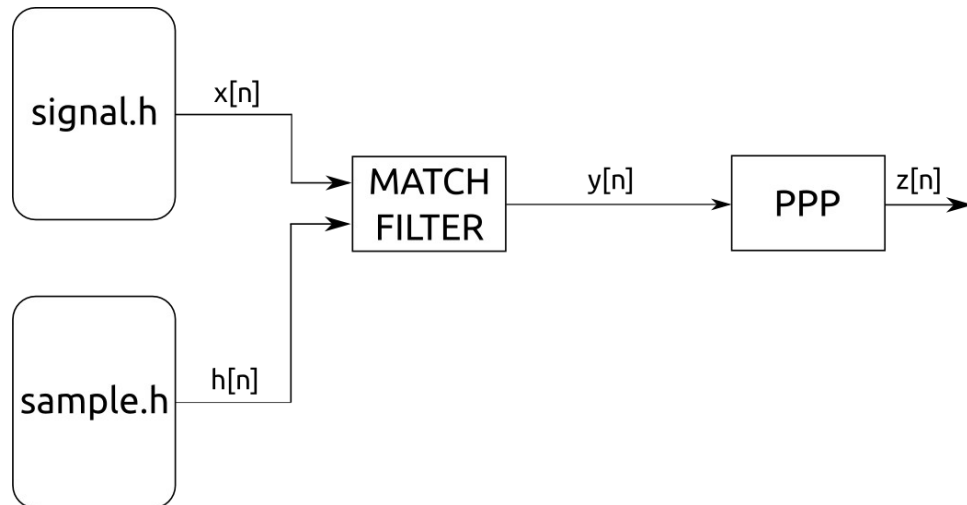 signal.h
x[n]
MATCH
FILTER
y[n]
PPP
z[n]
sample.h
h[n]